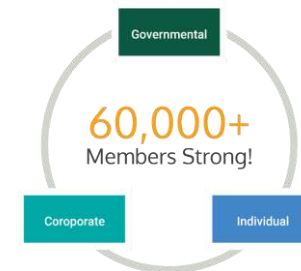 Governmental
60,000+
Members Strong!
Coroporate
Individual